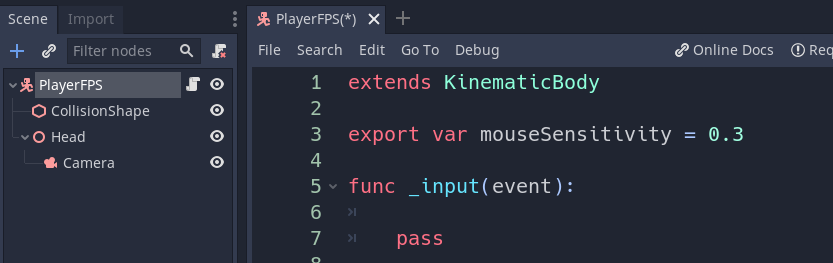 Scene Import
Filter nodes
PlayerFPS
CollisionShape
Head
Camera
PlayerFPS(*)
File Search Edit Go To Debug Online Docs Req
1 extends KinematicBody
2
3 export var mouseSensitivity = 0.3
4
5 func _input(event):
6
7 pass
8